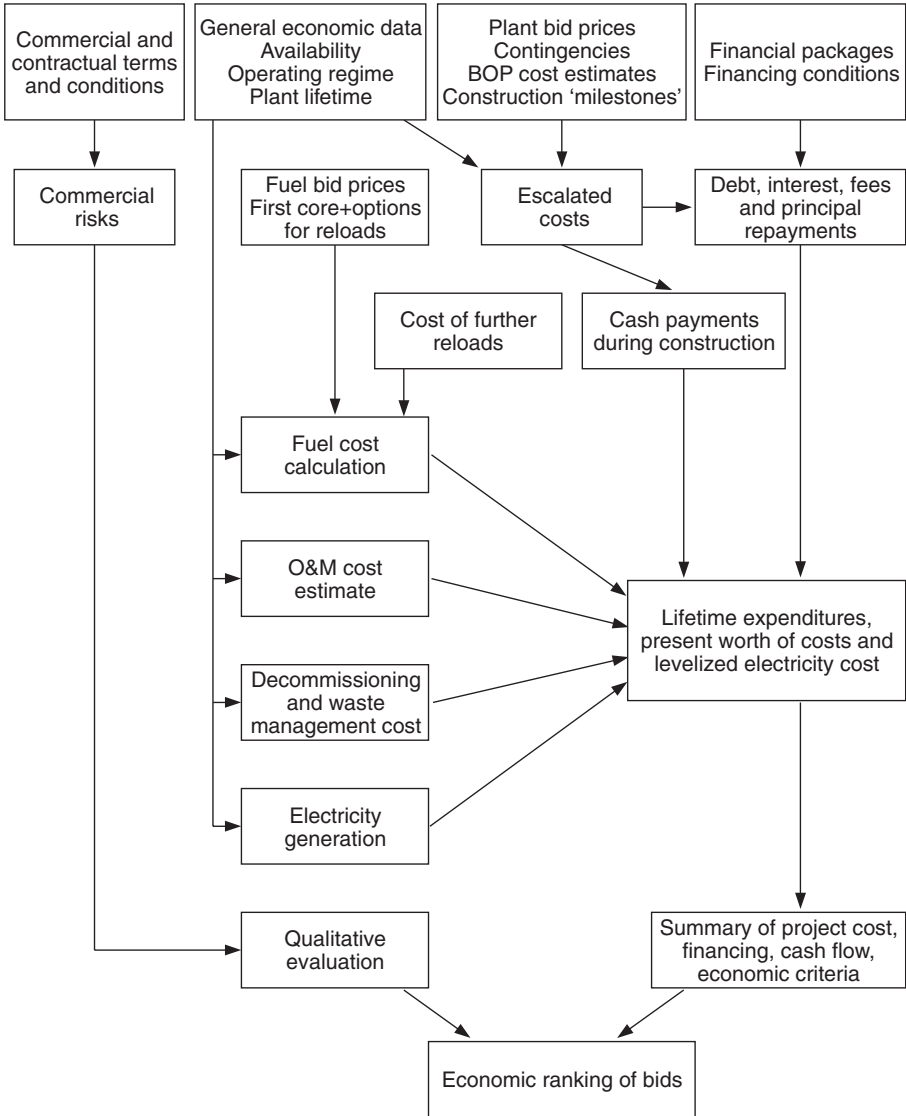 Commercial and
contractual terms
and conditions
General economic data
Availability
Operating regime
Plant lifetime
Plant bid prices
Contingencies
BOP cost estimates
Construction ‘milestones’
Financial packages
Financing conditions
Commercial
risks
Fuel bid prices
First core+options
for reloads
Escalated
costs
Debt, interest, fees
and principal
repayments
Cost of further
reloads
Cash payments
during construction
Fuel cost
calculation
O&M cost
estimate
Lifetime expenditures,
present worth of costs and
levelized electricity cost
Decommissioning
and waste
management cost
Electricity
generation
Qualitative
evaluation
Summary of project cost,
financing, cash flow,
economic criteria
Economic ranking of bids